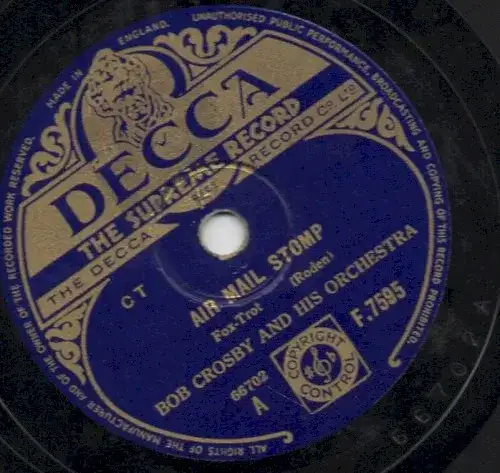 MADE IN ENGLAND. UNAUTHORISED PUBLIC PERFORMANCE, BROADCASTING AND COPYING OF THIS RECORD PROHIBITED.
ALL RIGHTS OF THE MANUFACTURER AND OF THE OWNER OF THE RECORDED WORK RESERVED.
DECCA
THE SUPREME RECORD
THE DECCA RECORD Co. LTD
CT
AIR MAIL STOMP
Fox-Trot (Roden)
BOB CROSBY AND HIS ORCHESTRA
66702
A
F.7595
COPYRIGHT
CONTROL
66702A